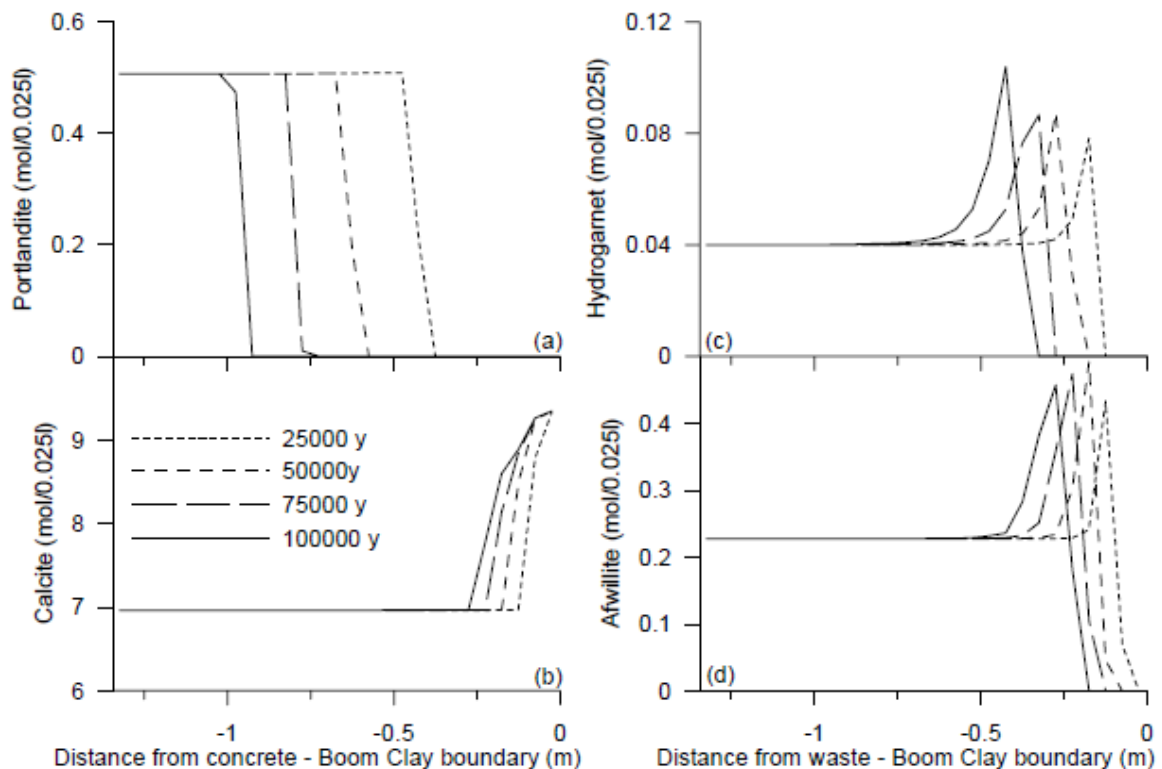 0.6
0.4
0.2
0
Portlandite (mol/0.025l)
(a)
0.12
0.08
0.04
0
Hydrogarnet (mol/0.025l)
(c)
9
8
7
6
Calcite (mol/0.025l)
25000 y
50000y
75000 y
100000 y
(b)
0.4
0.3
0.2
0.1
0
Afwillite (mol/0.025l)
(d)
-1 -0.5 0
Distance from concrete - Boom Clay boundary (m)
-1 -0.5 0
Distance from waste - Boom Clay boundary (m)